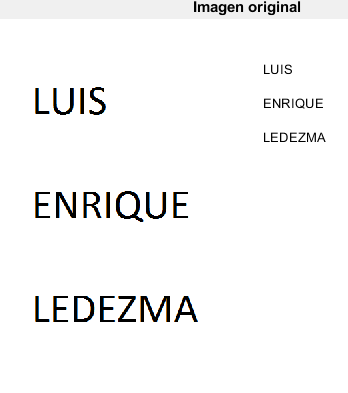 Imagen original
LUIS
ENRIQUE
LEDEZMA
LUIS
ENRIQUE
LEDEZMA